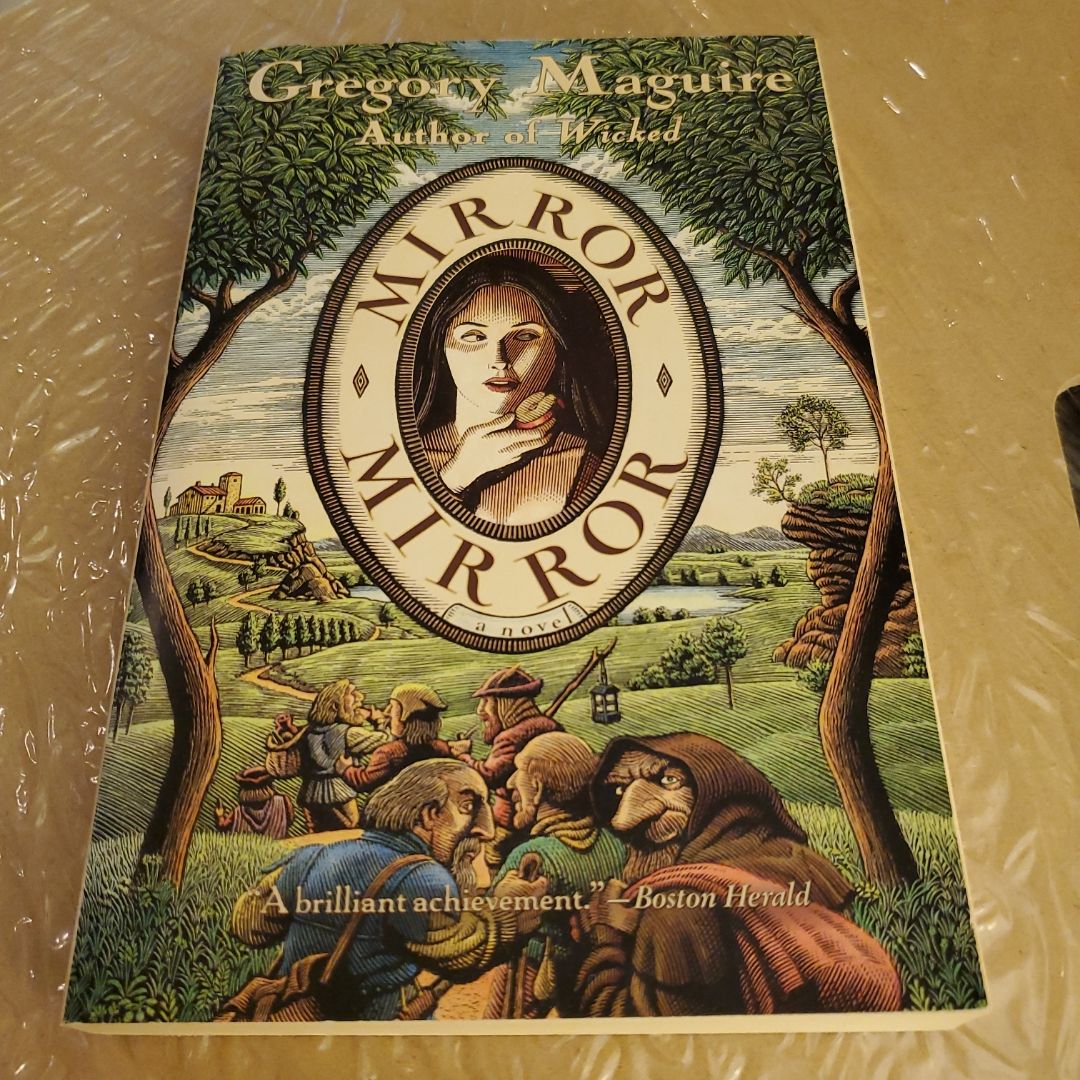 Gregory Maguire
Author of Wicked
MIRROR
MIRROR
a novel
"A brilliant achievement."—Boston Herald